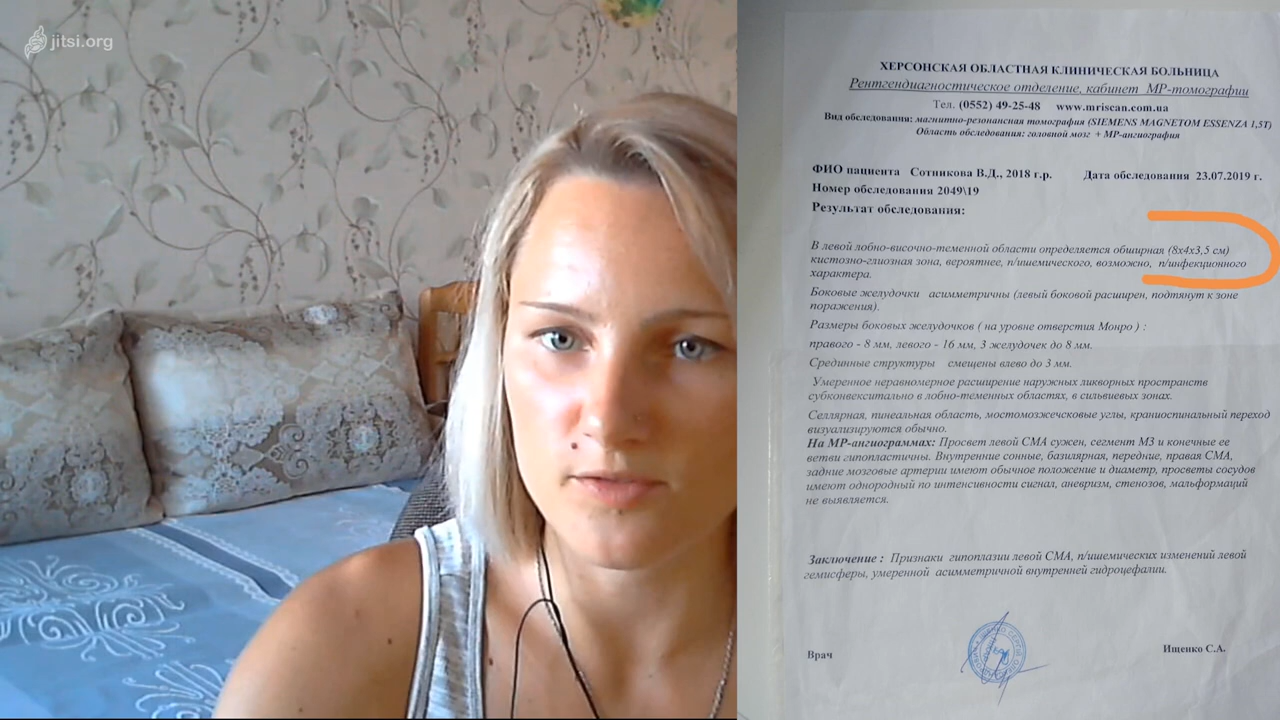 jitsi.org
ХЕРСОНСКАЯ ОБЛАСТНАЯ КЛИНИЧЕСКАЯ БОЛЬНИЦА
Рентгендиагностическое отделение, кабинет МР-томографии
Тел. (0552) 49-25-48 www.mriscan.com.ua
Вид обследования: магнитно-резонансная томография (SIEMENS MAGNETOM ESSENZA 1,5T)
Область обследования: головной мозг + МР-ангиография
ФИО пациента Сотникова В.Д., 2018 г.р. Дата обследования 23.07.2019 г.
Номер обследования 2049\19
Результат обследования:
В левой лобно-височно-теменной области определяется обширная (8х4х3,5 см)
кистозно-глиозная зона, вероятнее, п/ишемического, возможно, п/инфекционного
характера.
Боковые желудочки асимметричны (левый боковой расширен, подтянут к зоне
поражения).
Размеры боковых желудочков ( на уровне отверстия Монро ) :
правого - 8 мм, левого - 16 мм, 3 желудочек до 8 мм.
Срединные структуры смещены влево до 3 мм.
Умеренное неравномерное расширение наружных ликворных пространств
субконвекситально в лобно-теменных областях, в сильвиевых зонах.
Селлярная, пинеальная область, мостомозжечсковые углы, краниоспинальный переход
визуализируются обычно.
На МР-ангиограммах: Просвет левой СМА сужен, сегмент М3 и конечные ее
ветви гипопластичны. Внутренние сонные, базилярная, передние, правая СМА,
задние мозговые артерии имеют обычное положение и диаметр, просветы сосудов
имеют однородный по интенсивности сигнал, аневризм, стенозов, мальформаций
не выявляется.
Заключение : Признаки гипоплазии левой СМА, п/ишемических изменений левой
гемисферы, умеренной асимметричной внутренней гидроцефалии.
Врач Ищенко С.А.